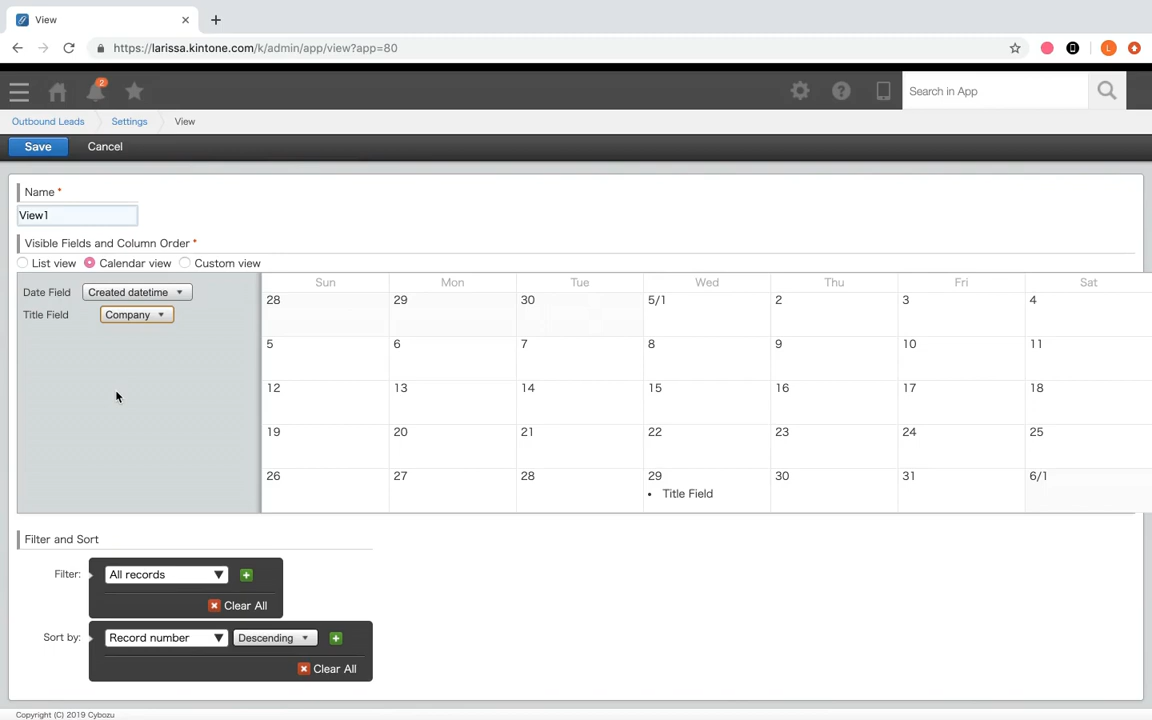 View
https://larissa.kintone.com/k/admin/app/view?app=80
L
2
Search in App
Outbound Leads Settings View
Save Cancel
Name *
View1
Visible Fields and Column Order *
List view Calendar view Custom view
Date Field Created datetime
Title Field Company
Sun Mon Tue Wed Thu Fri Sat
28 29 30 5/1 2 3 4
5 6 7 8 9 10 11
12 13 14 15 16 17 18
19 20 21 22 23 24 25
26 27 28 29 30 31 6/1
• Title Field
Filter and Sort
Filter: All records
Clear All
Sort by: Record number Descending
Clear All
Copyright (C) 2019 Cybozu